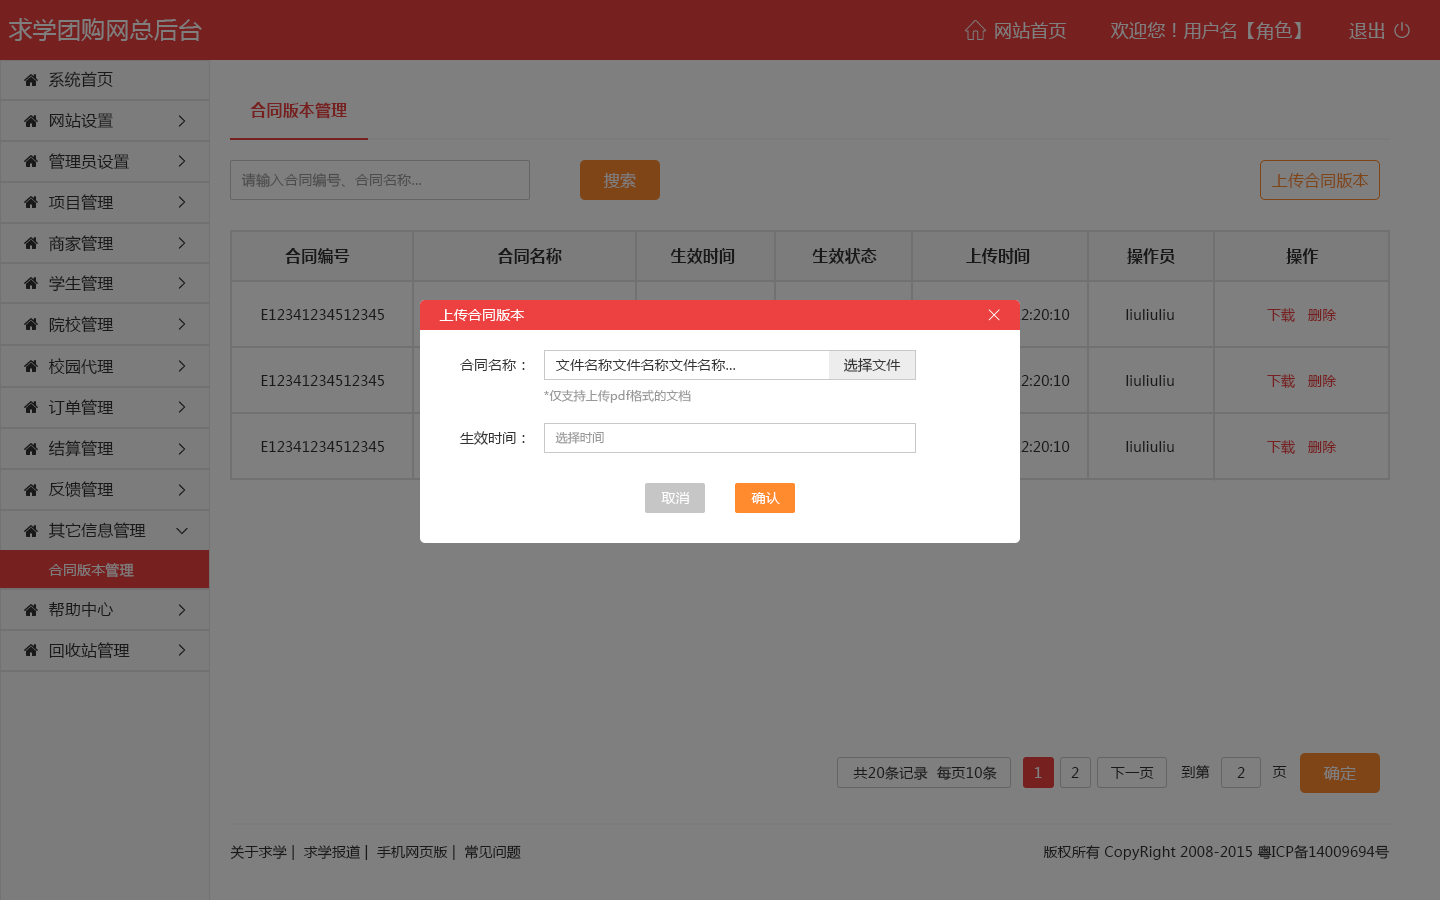 求学团购网总后台 网站首页 欢迎您！用户名【角色】 退出
系统首页
网站设置
管理员设置
项目管理
商家管理
学生管理
院校管理
校园代理
订单管理
结算管理
反馈管理
其它信息管理
合同版本管理
帮助中心
回收站管理
合同版本管理
请输入合同编号、合同名称... 搜索 上传合同版本
合同编号 合同名称 生效时间 生效状态 上传时间 操作员 操作
E12341234512345 2:20:10 liuliuliu 下载 删除
E12341234512345 2:20:10 liuliuliu 下载 删除
E12341234512345 2:20:10 liuliuliu 下载 删除
上传合同版本
合同名称： 文件名称文件名称文件名称... 选择文件
*仅支持上传pdf格式的文档
生效时间： 选择时间
取消 确认
共20条记录 每页10条 1 2 下一页 到第 2 页 确定
关于求学 | 求学报道 | 手机网页版 | 常见问题 版权所有 CopyRight 2008-2015 粤ICP备14009694号